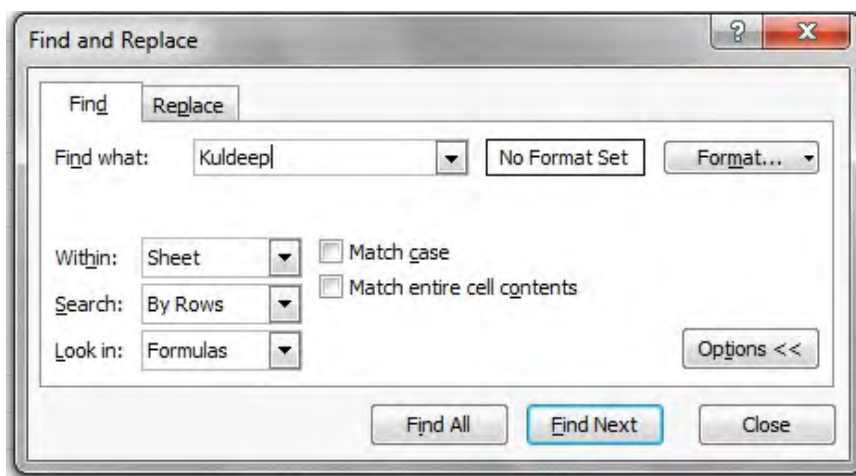 Find and Replace
Find Replace
Find what: Kuldeep No Format Set Format...
Within: Sheet Match case
Match entire cell contents
Search: By Rows
Look in: Formulas Options <<
Find All Find Next Close